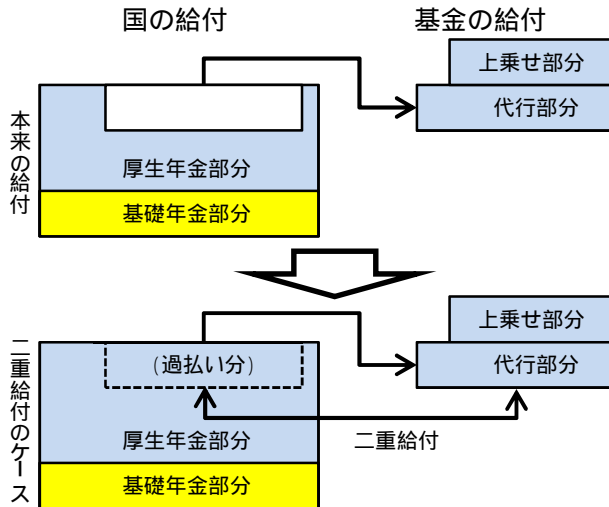 国の給付
基金の給付
本来の給付
上乗せ部分
代行部分
厚生年金部分
基礎年金部分
二重給付のケース
上乗せ部分
(過払い分)
代行部分
二重給付
厚生年金部分
基礎年金部分